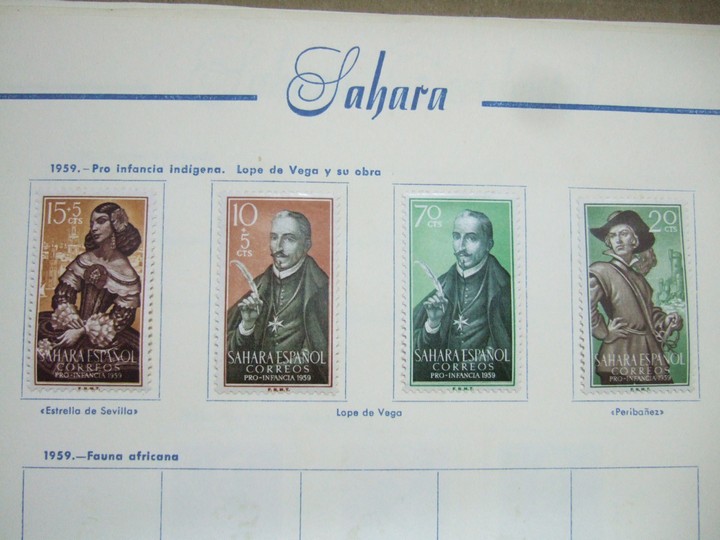 Sahara
1959.-Pro infancia indígena. Lope de Vega y su obra
15+5 CTS
SAHARA ESPAÑOL
CORREOS
PRO-INFANCIA 1959
F.N.M.T.
10+5 CTS
SAHARA ESPAÑOL
CORREOS
PRO-INFANCIA 1959
F.N.M.T.
70 CTS
SAHARA ESPAÑOL
CORREOS
PRO-INFANCIA 1959
F.N.M.T.
20 CTS
SAHARA ESPAÑOL
CORREOS
PRO-INFANCIA 1959
F.N.M.T.
«Estrella de Sevilla»
Lope de Vega
«Peribañez»
1959.—Fauna africana